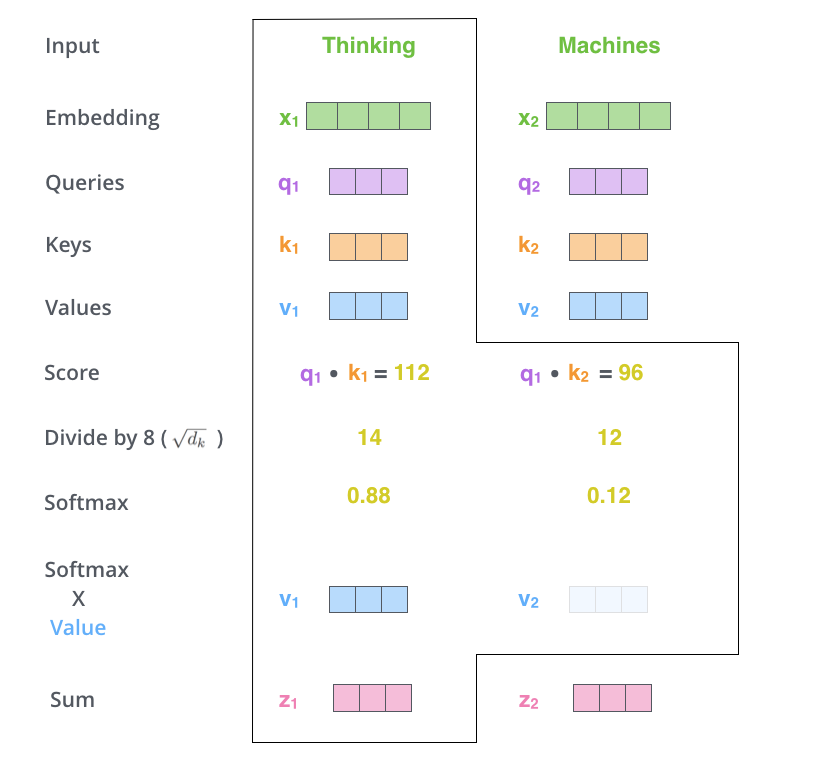 Input Thinking Machines
Embedding x₁ x₂
Queries q₁ q₂
Keys k₁ k₂
Values v₁ v₂
Score q₁ • k₁ = 112 q₁ • k₂ = 96
Divide by 8 ( √dₖ ) 14 12
Softmax 0.88 0.12
Softmax
X v₁ v₂
Value
Sum z₁ z₂